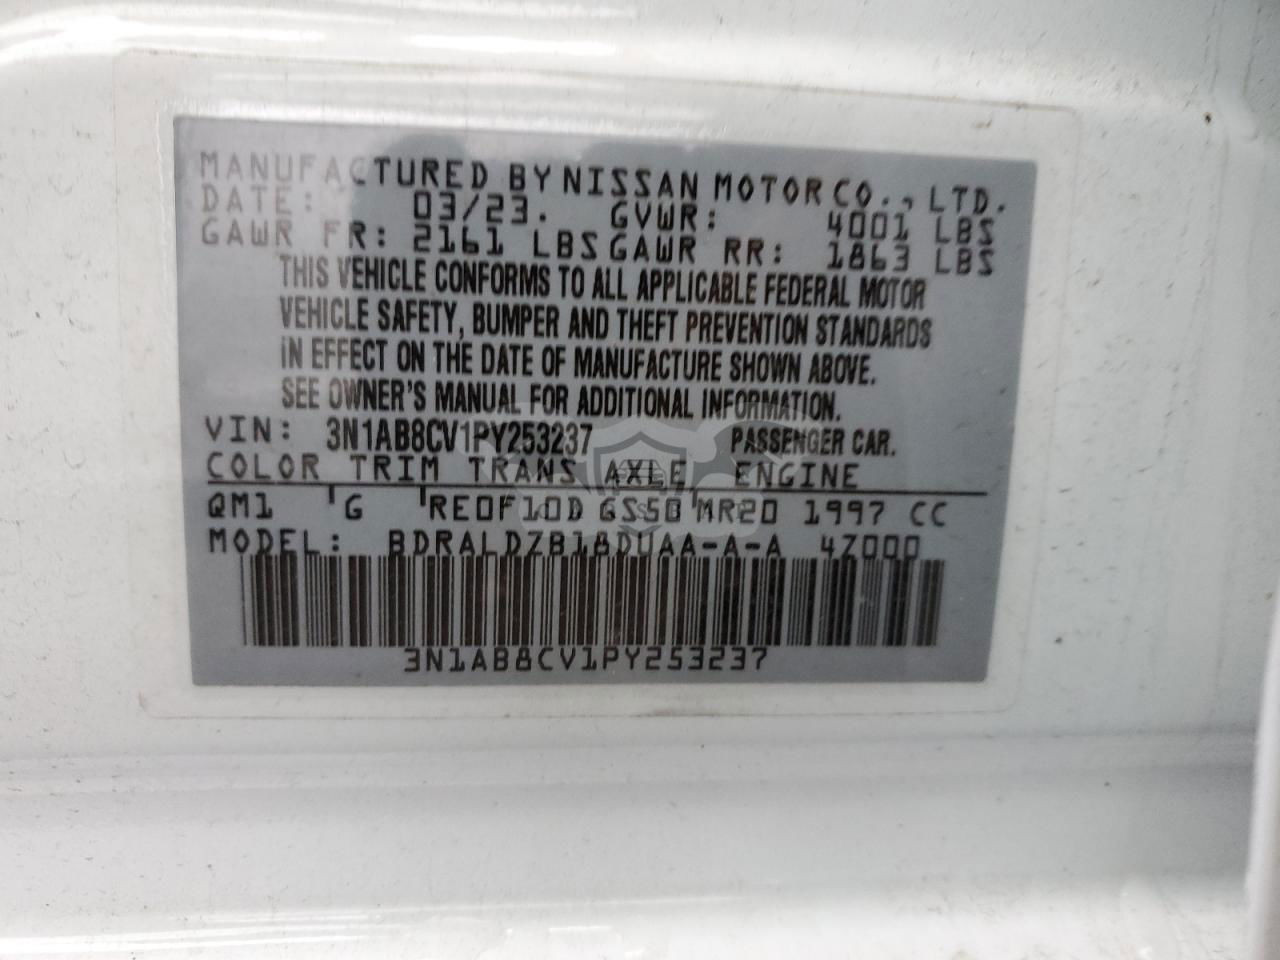 MANUFACTURED BY NISSAN MOTOR CO., LTD.
DATE: 03/23. GVWR: 4001 LBS
GAWR FR: 2161 LBS GAWR RR: 1863 LBS
THIS VEHICLE CONFORMS TO ALL APPLICABLE FEDERAL MOTOR
VEHICLE SAFETY, BUMPER AND THEFT PREVENTION STANDARDS
IN EFFECT ON THE DATE OF MANUFACTURE SHOWN ABOVE.
SEE OWNER'S MANUAL FOR ADDITIONAL INFORMATION.
VIN: 3N1AB8CV1PY253237 PASSENGER CAR.
COLOR TRIM TRANS AXLE ENGINE
QM1 G RE0F10D GS50 MR20 1997 CC
MODEL: BDRALDZB18DUAA-A-A 4Z000
3N1AB8CV1PY253237